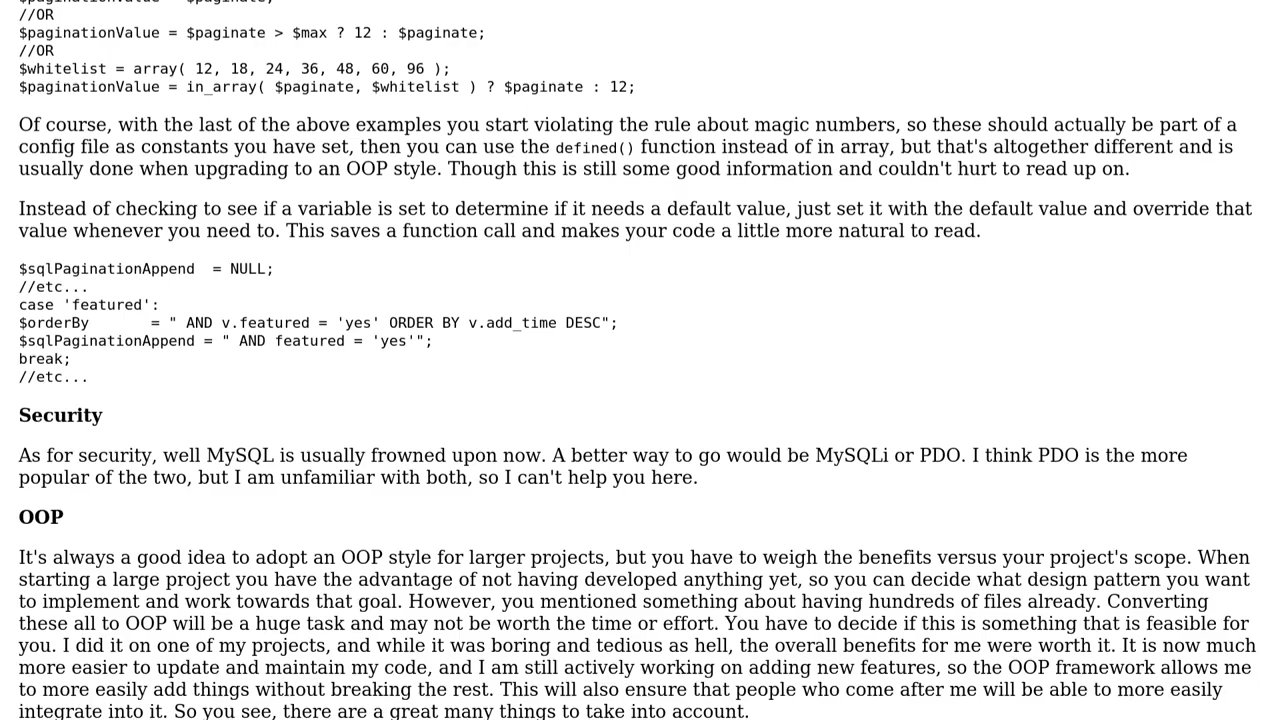 //OR
$paginationValue = $paginate > $max ? 12 : $paginate;
//OR
$whitelist = array( 12, 18, 24, 36, 48, 60, 96 );
$paginationValue = in_array( $paginate, $whitelist ) ? $paginate : 12;
Of course, with the last of the above examples you start violating the rule about magic numbers, so these should actually be part of a
config file as constants you have set, then you can use the defined() function instead of in array, but that's altogether different and is
usually done when upgrading to an OOP style. Though this is still some good information and couldn't hurt to read up on.
Instead of checking to see if a variable is set to determine if it needs a default value, just set it with the default value and override that
value whenever you need to. This saves a function call and makes your code a little more natural to read.
$sqlPaginationAppend  = NULL;
//etc...
case 'featured':
$orderBy       = " AND v.featured = 'yes' ORDER BY v.add_time DESC";
$sqlPaginationAppend = " AND featured = 'yes'";
break;
//etc...
Security
As for security, well MySQL is usually frowned upon now. A better way to go would be MySQLi or PDO. I think PDO is the more
popular of the two, but I am unfamiliar with both, so I can't help you here.
OOP
It's always a good idea to adopt an OOP style for larger projects, but you have to weigh the benefits versus your project's scope. When
starting a large project you have the advantage of not having developed anything yet, so you can decide what design pattern you want
to implement and work towards that goal. However, you mentioned something about having hundreds of files already. Converting
these all to OOP will be a huge task and may not be worth the time or effort. You have to decide if this is something that is feasible for
you. I did it on one of my projects, and while it was boring and tedious as hell, the overall benefits for me were worth it. It is now much
more easier to update and maintain my code, and I am still actively working on adding new features, so the OOP framework allows me
to more easily add things without breaking the rest. This will also ensure that people who come after me will be able to more easily
integrate into it. So you see, there are a great many things to take into account.